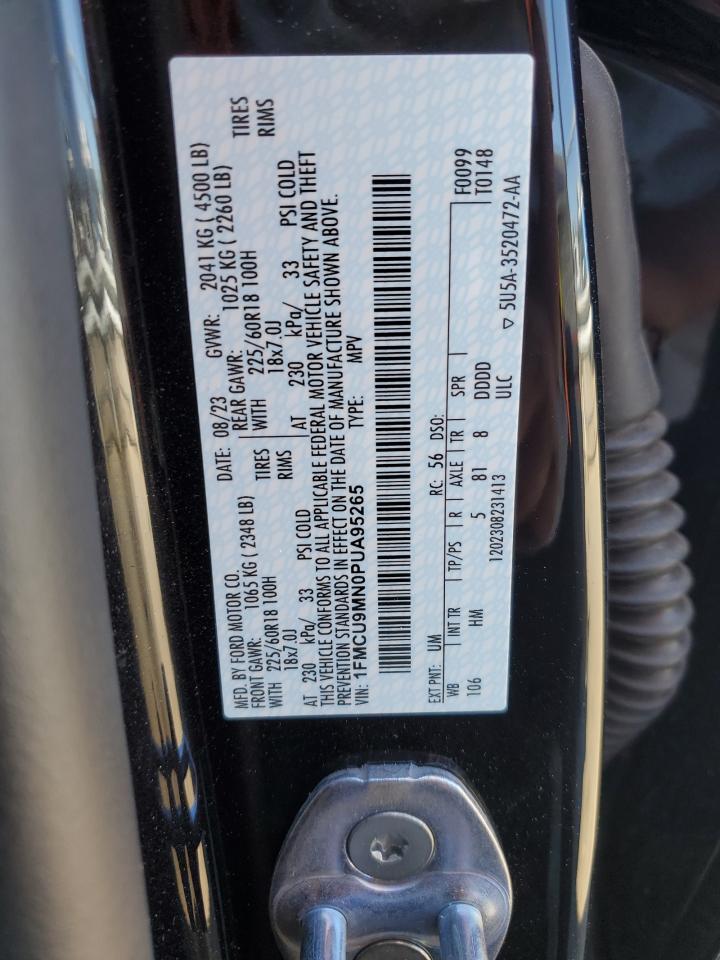 MFD. BY FORD MOTOR CO. DATE: 08/23 GVWR: 2041 KG ( 4500 LB)
FRONT GAWR: 1065 KG ( 2348 LB) REAR GAWR: 1025 KG ( 2260 LB)
WITH 225/60R18 100H TIRES WITH 225/60R18 100H TIRES
18x7.0J RIMS 18x7.0J RIMS
AT 230 kPa/ 33 PSI COLD AT 230 kPa/ 33 PSI COLD
THIS VEHICLE CONFORMS TO ALL APPLICABLE FEDERAL MOTOR VEHICLE SAFETY AND THEFT
PREVENTION STANDARDS IN EFFECT ON THE DATE OF MANUFACTURE SHOWN ABOVE.
VIN: 1FMCU9MN0PUA95265 TYPE: MPV
EXT PNT: UM RC: 56 DSO: F0099
WB INT TR TP/PS R AXLE TR SPR T0148
106 HM 5 81 8 DDDD
1202308231413 ULC ▽ 5U5A-3520472-AA